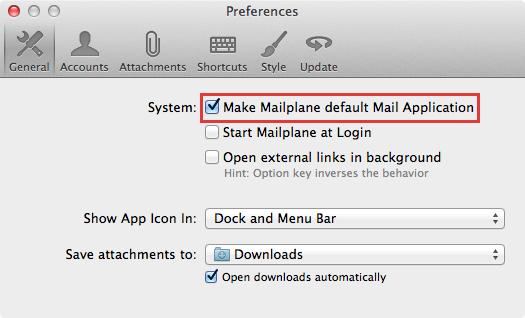 Preferences
General Accounts Attachments Shortcuts Style Update
System: Make Mailplane default Mail Application
Start Mailplane at Login
Open external links in background
Hint: Option key inverses the behavior
Show App Icon In: Dock and Menu Bar
Save attachments to: Downloads
Open downloads automatically